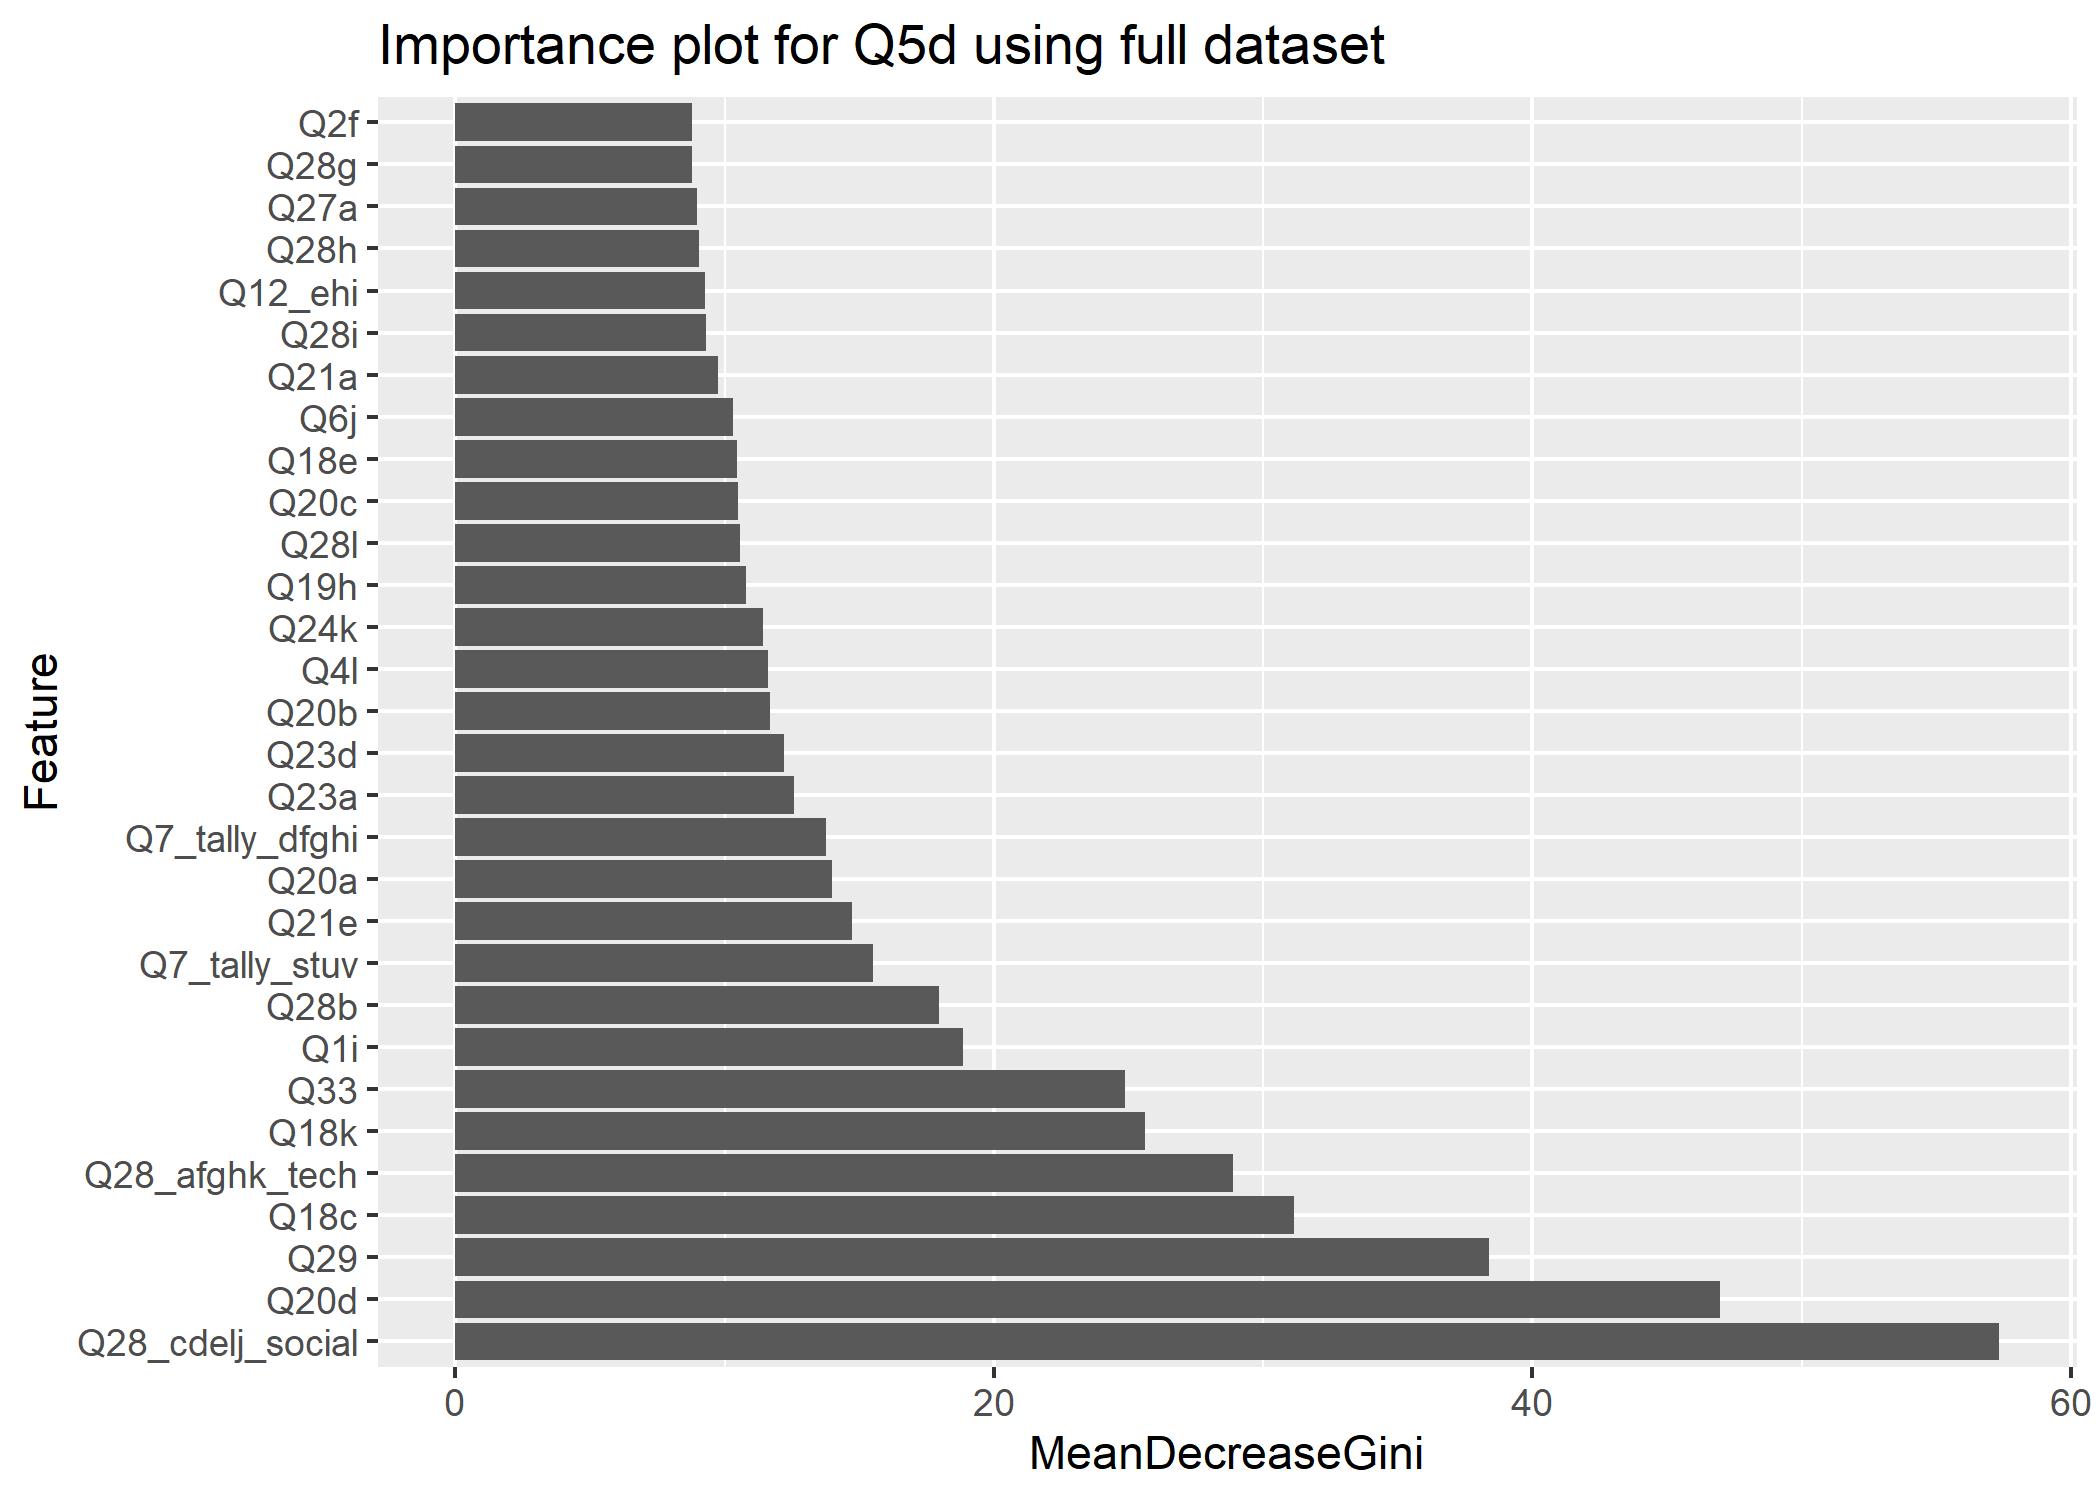 Importance plot for Q5d using full dataset
Q2f
Q28g
Q27a
Q28h
Q12_ehi
Q28i
Q21a
Q6j
Q18e
Q20c
Q28l
Q19h
Q24k
Q4l
Q20b
Q23d
Q23a
Q7_tally_dfghi
Q20a
Q21e
Q7_tally_stuv
Q28b
Q1i
Q33
Q18k
Q28_afghk_tech
Q18c
Q29
Q20d
Q28_cdelj_social
Feature
0 20 40 60
MeanDecreaseGini